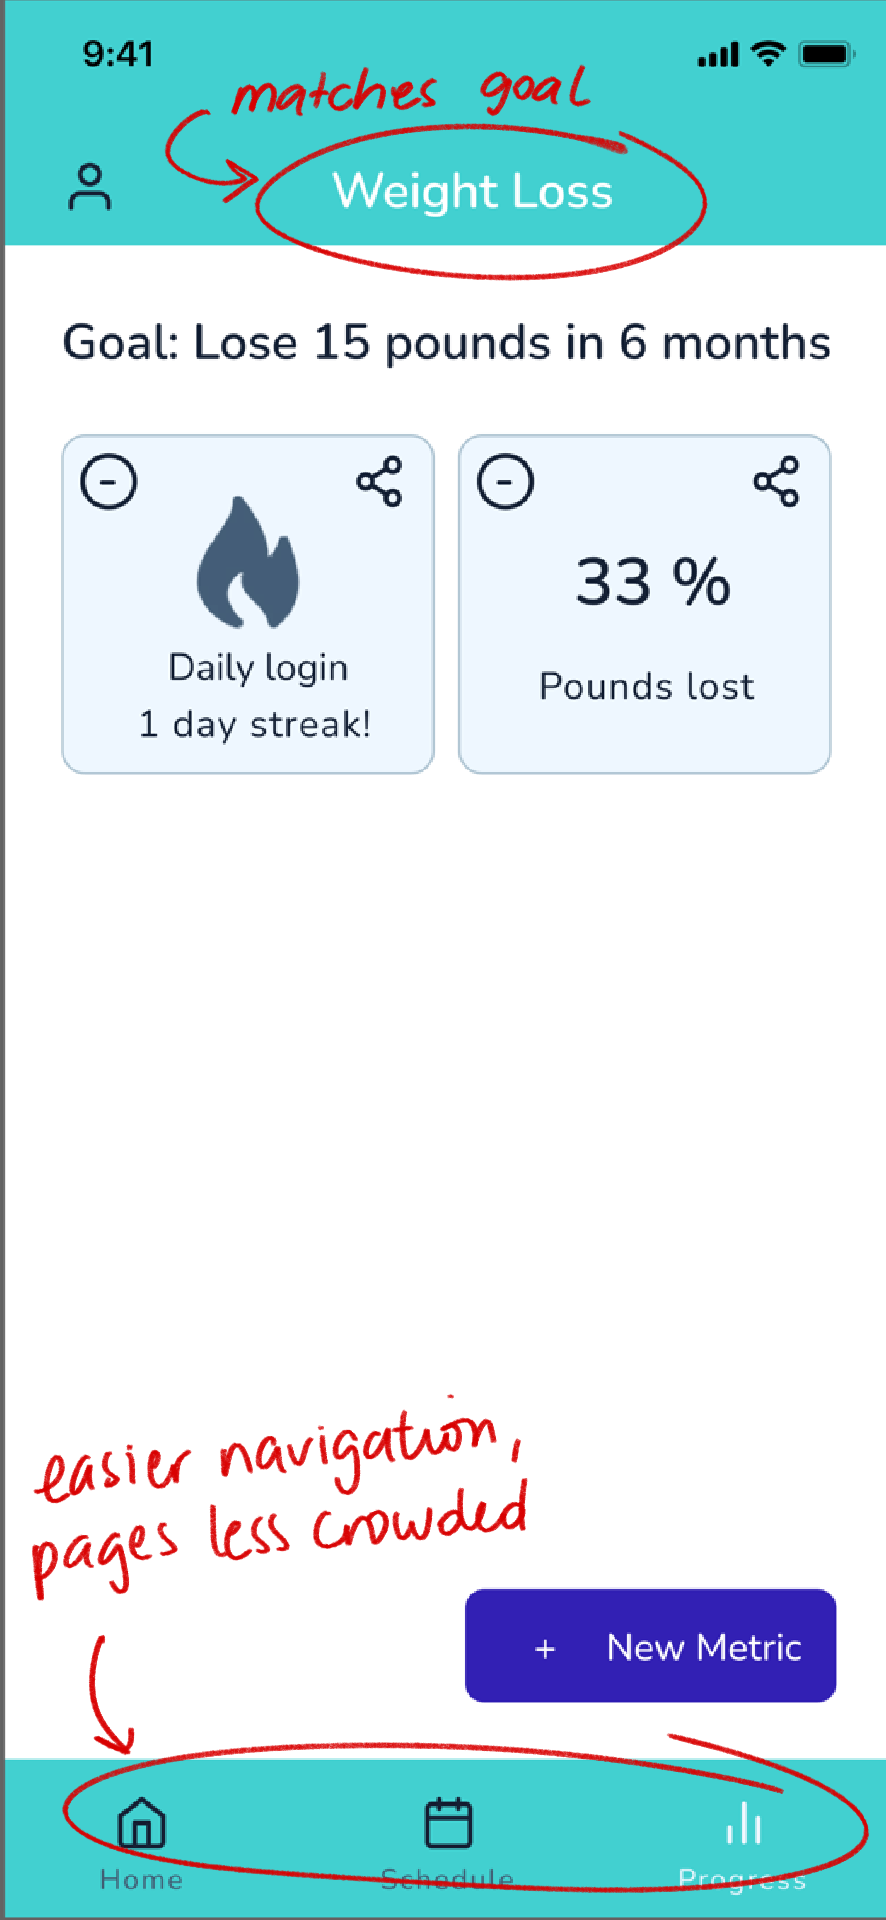 9:41
matches goal
Weight Loss
Goal: Lose 15 pounds in 6 months
Daily login
1 day streak!
33 %
Pounds lost
easier navigation,
pages less crowded
+ New Metric
Home Schedule Progress